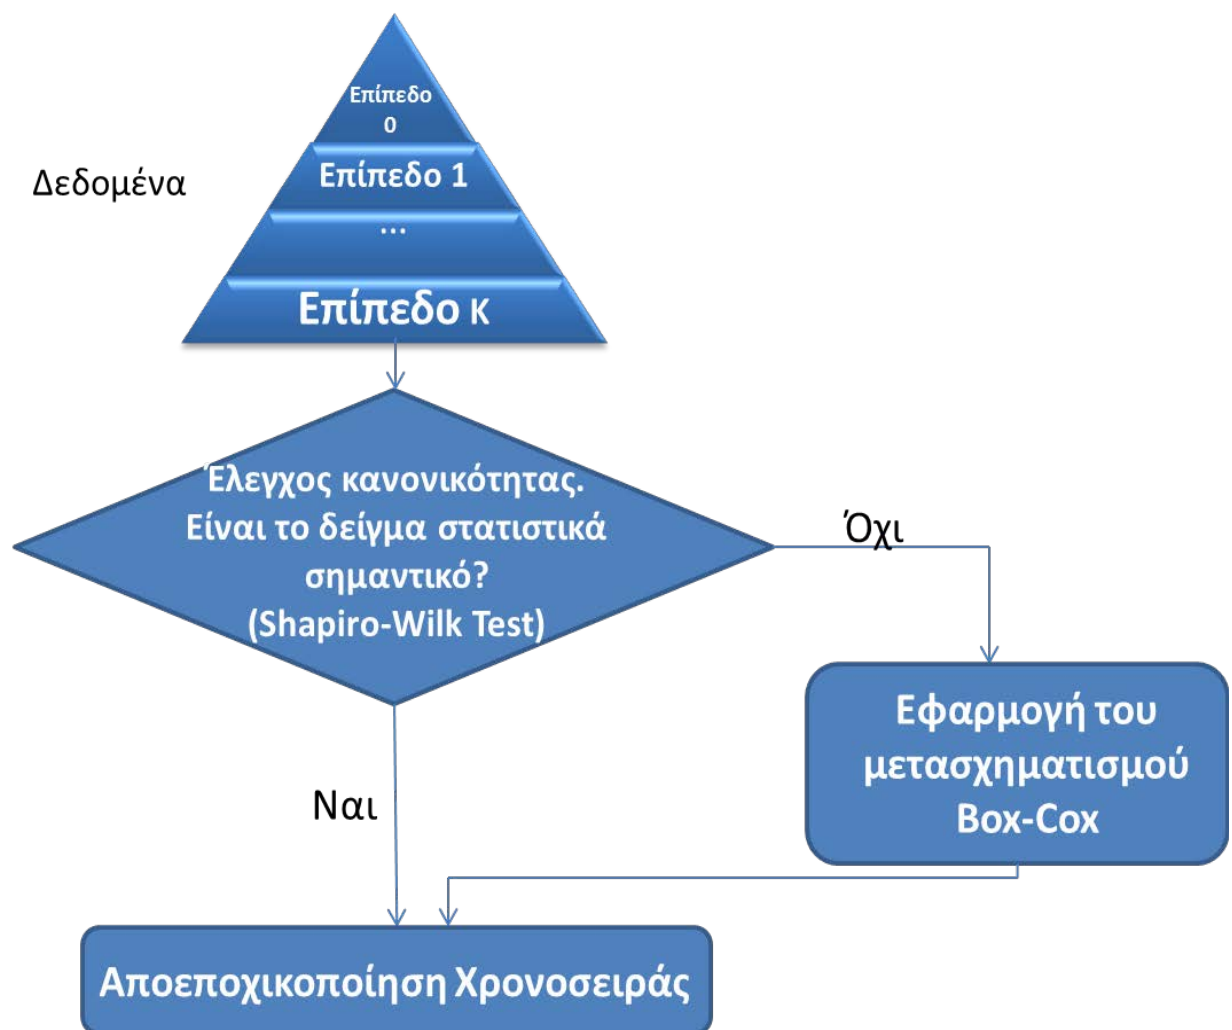 Επίπεδο
0
Δεδομένα
Επίπεδο 1
...
Επίπεδο Κ
Έλεγχος κανονικότητας.
Είναι το δείγμα στατιστικά
σημαντικό?
(Shapiro-Wilk Test)
Όχι
Εφαρμογή του
μετασχηματισμού
Box-Cox
Ναι
Αποεποχικοποίηση Χρονοσειράς